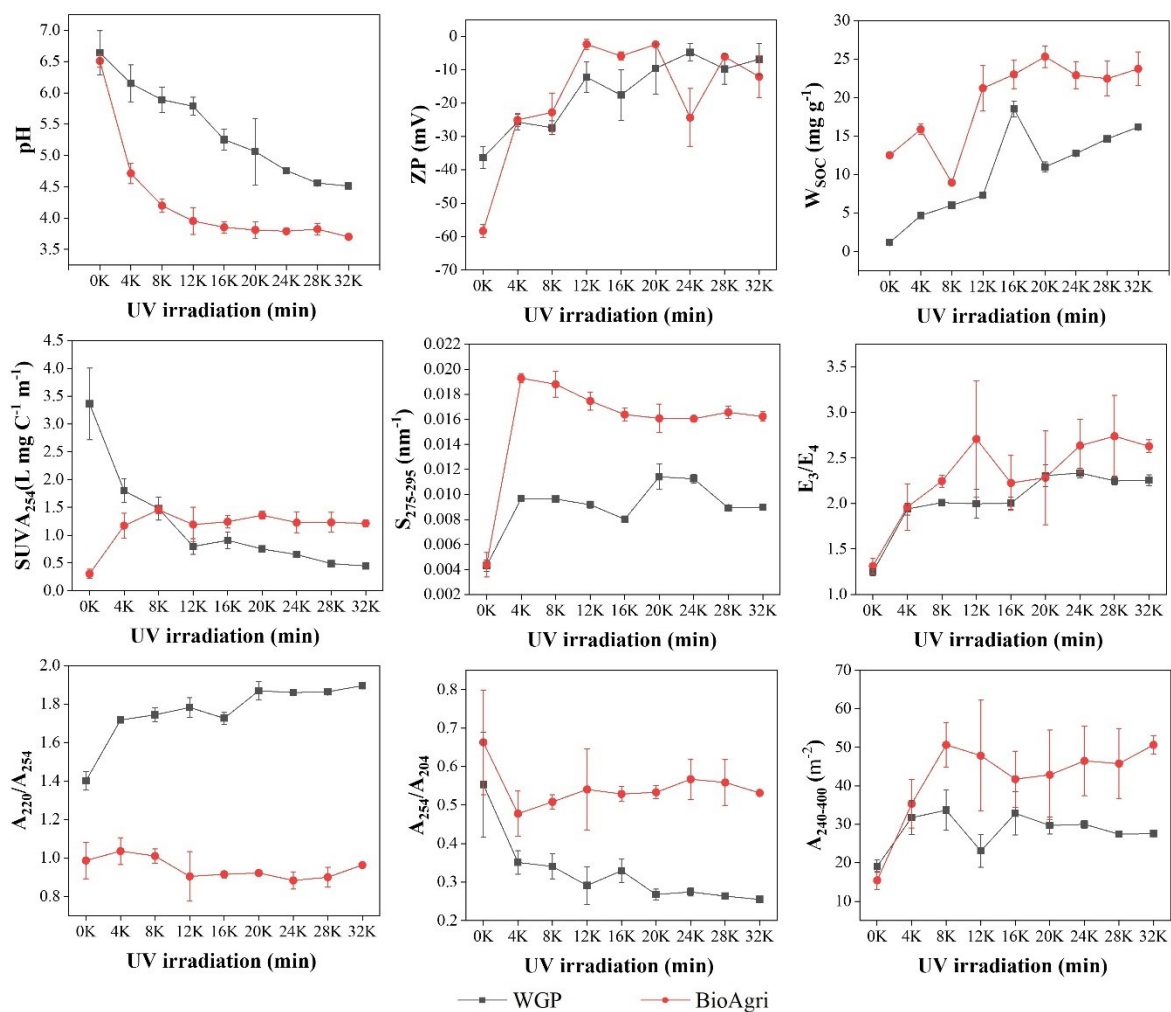 pH
6.5
7.0
6.5
6.0
5.5
5.0
4.5
4.0
3.5
0K 4K 8K 12K 16K 20K 24K 28K 32K
UV irradiation (min)
ZP (mV)
0
-10
-20
-30
-40
-50
-60
-70
0K 4K 8K 12K 16K 20K 24K 28K 32K
UV irradiation (min)
W_SOC (mg g⁻¹)
30
25
20
15
10
5
0
0K 4K 8K 12K 16K 20K 24K 28K 32K
UV irradiation (min)
SUVA₂₅₄(L mg C⁻¹ m⁻¹)
4.5
4.0
3.5
3.0
2.5
2.0
1.5
1.0
0.5
0.0
0K 4K 8K 12K 16K 20K 24K 28K 32K
UV irradiation (min)
S₂₇₅₋₂₉₅ (nm⁻¹)
0.022
0.020
0.018
0.016
0.014
0.012
0.010
0.008
0.006
0.004
0.002
0K 4K 8K 12K 16K 20K 24K 28K 32K
UV irradiation (min)
E₃/E₄
3.5
3.0
2.5
2.0
1.5
1.0
0K 4K 8K 12K 16K 20K 24K 28K 32K
UV irradiation (min)
A₂₂₀/A₂₅₄
2.0
1.8
1.6
1.4
1.2
1.0
0.8
0K 4K 8K 12K 16K 20K 24K 28K 32K
UV irradiation (min)
A₂₅₄/A₂₀₄
0.8
0.7
0.6
0.5
0.4
0.3
0.2
0K 4K 8K 12K 16K 20K 24K 28K 32K
UV irradiation (min)
A₂₄₀₋₄₀₀ (m⁻²)
70
60
50
40
30
20
10
0K 4K 8K 12K 16K 20K 24K 28K 32K
UV irradiation (min)
WGP BioAgri